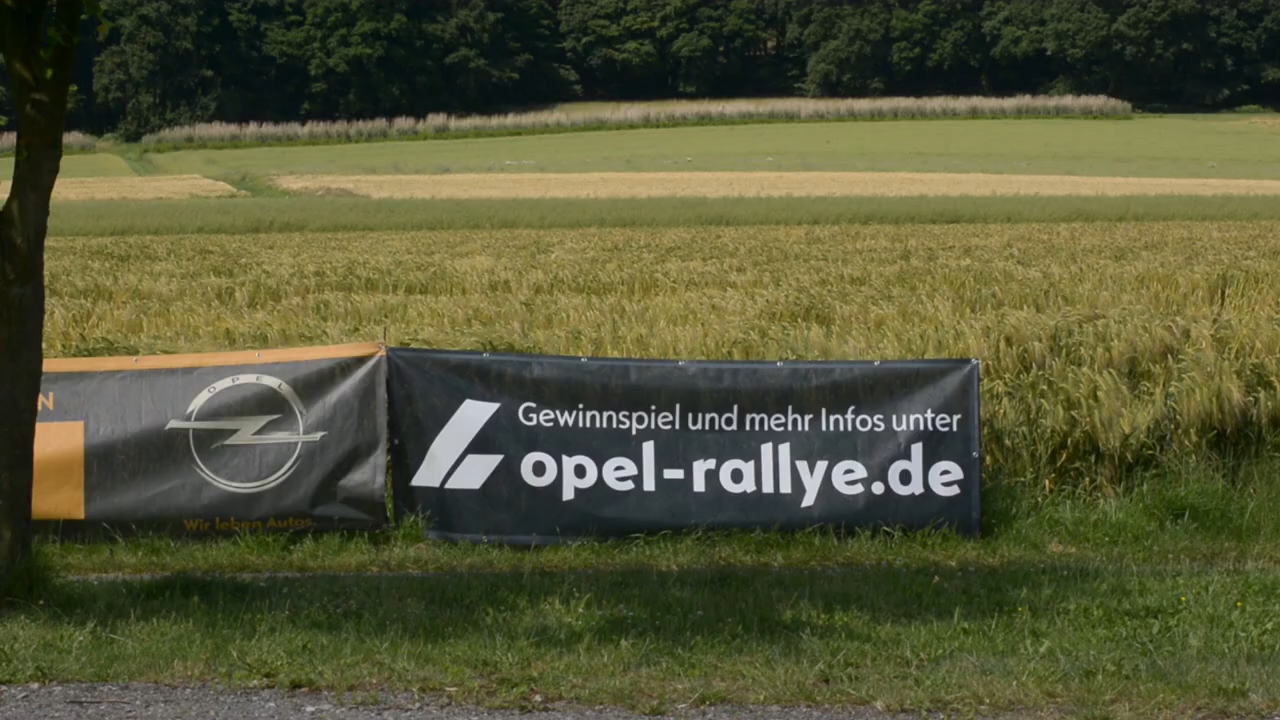 N
OPEL
Wir leben Autos.
Gewinnspiel und mehr Infos unter
opel-rallye.de